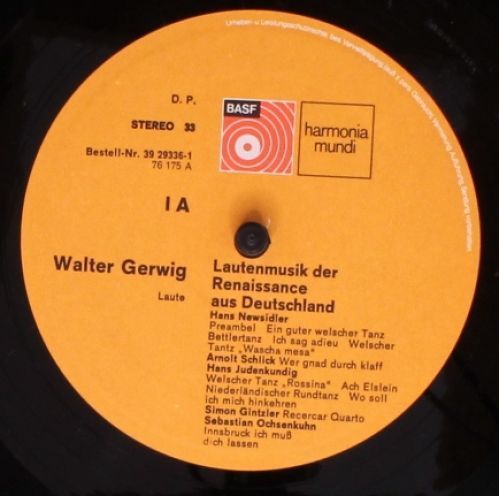 D. P.
STEREO 33
Bestell-Nr. 39 29336-1
76 175 A
BASF
harmonia
mundi
I A
Walter Gerwig
Laute
Lautenmusik der
Renaissance
aus Deutschland
Hans Newsidler
Preambel Ein guter welscher Tanz
Bettlertanz Ich sag adieu Welscher
Tantz „Wascha mesa"
Arnolt Schlick Wer gnad durch klaff
Hans Judenkundig
Welscher Tanz „Rossina" Ach Elslein
Niederländischer Rundtanz Wo soll
ich mich hinkehren
Simon Gintzler Recercar Quarto
Sebastian Ochsenkuhn
Innsbruck ich muß
dich lassen